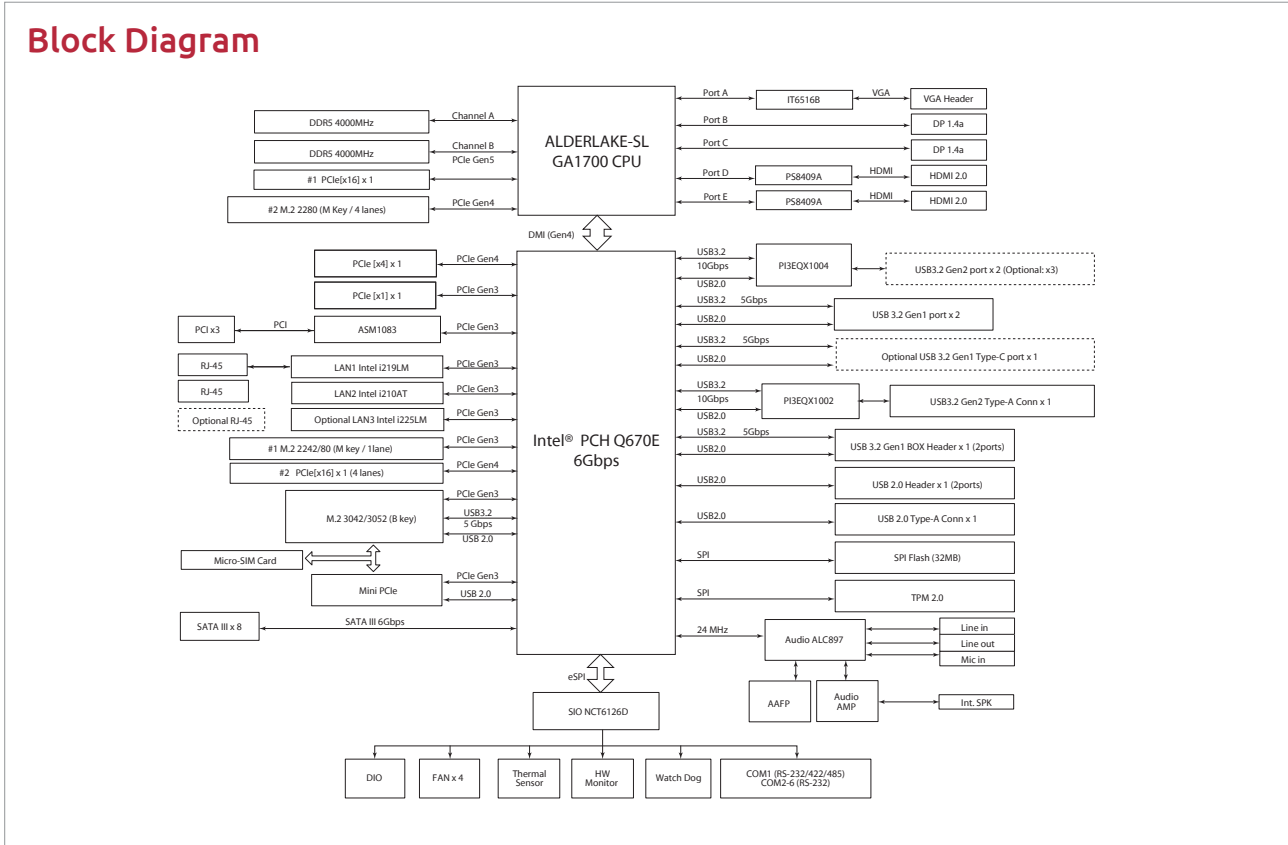 Block Diagram
DDR5 4000MHz
Channel A
DDR5 4000MHz
Channel B
PCIe Gen5
#1 PCIe[x16] x 1
#2 M.2 2280 (M Key / 4 lanes)
PCIe Gen4
ALDERLAKE-SL
GA1700 CPU
Port A
IT6516B
VGA
VGA Header
Port B
DP 1.4a
Port C
DP 1.4a
Port D
PS8409A
HDMI
HDMI 2.0
Port E
PS8409A
HDMI
HDMI 2.0
DMI (Gen4)
PCIe [x4] x 1
PCIe Gen4
PCIe [x1] x 1
PCIe Gen3
PCI x3
PCI
ASM1083
PCIe Gen3
RJ-45
LAN1 Intel i219LM
PCIe Gen3
RJ-45
LAN2 Intel i210AT
PCIe Gen3
Optional RJ-45
Optional LAN3 Intel i225LM
PCIe Gen3
#1 M.2 2242/80 (M key / 1lane)
PCIe Gen3
#2 PCIe[x16] x 1 (4 lanes)
PCIe Gen4
M.2 3042/3052 (B key)
PCIe Gen3
USB3.2
5 Gbps
USB 2.0
Micro-SIM Card
Mini PCIe
PCIe Gen3
USB 2.0
SATA III x 8
SATA III 6Gbps
Intel® PCH Q670E
6Gbps
USB3.2
10Gbps
USB2.0
PI3EQX1004
USB3.2 Gen2 port x 2 (Optional: x3)
USB3.2 5Gbps
USB2.0
USB 3.2 Gen1 port x 2
USB3.2 5Gbps
USB2.0
Optional USB 3.2 Gen1 Type-C port x 1
USB3.2
10Gbps
USB2.0
PI3EQX1002
USB3.2 Gen2 Type-A Conn x 1
USB3.2 5Gbps
USB2.0
USB 3.2 Gen1 BOX Header x 1 (2ports)
USB2.0
USB 2.0 Header x 1 (2ports)
USB2.0
USB 2.0 Type-A Conn x 1
SPI
SPI Flash (32MB)
SPI
TPM 2.0
24 MHz
Audio ALC897
Line in
Line out
Mic in
AAFP
Audio
AMP
Int. SPK
eSPI
SIO NCT6126D
DIO
FAN x 4
Thermal
Sensor
HW
Monitor
Watch Dog
COM1 (RS-232/422/485)
COM2-6 (RS-232)